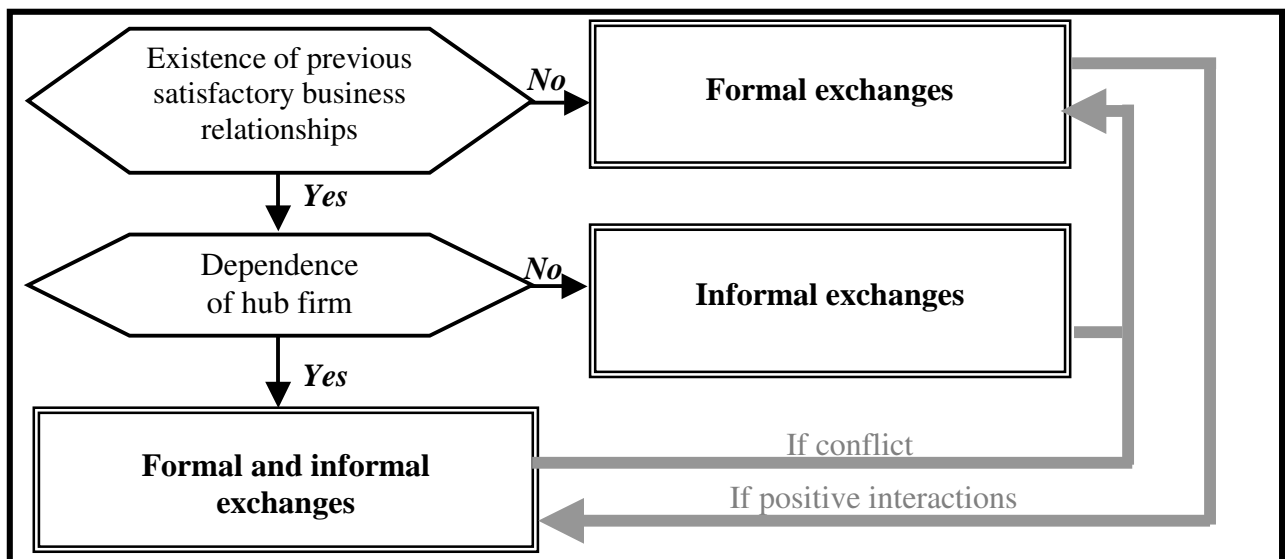 Existence of previous
satisfactory business
relationships
No
Formal exchanges
Yes
Dependence
of hub firm
No
Informal exchanges
Yes
Formal and informal
exchanges
If conflict
If positive interactions